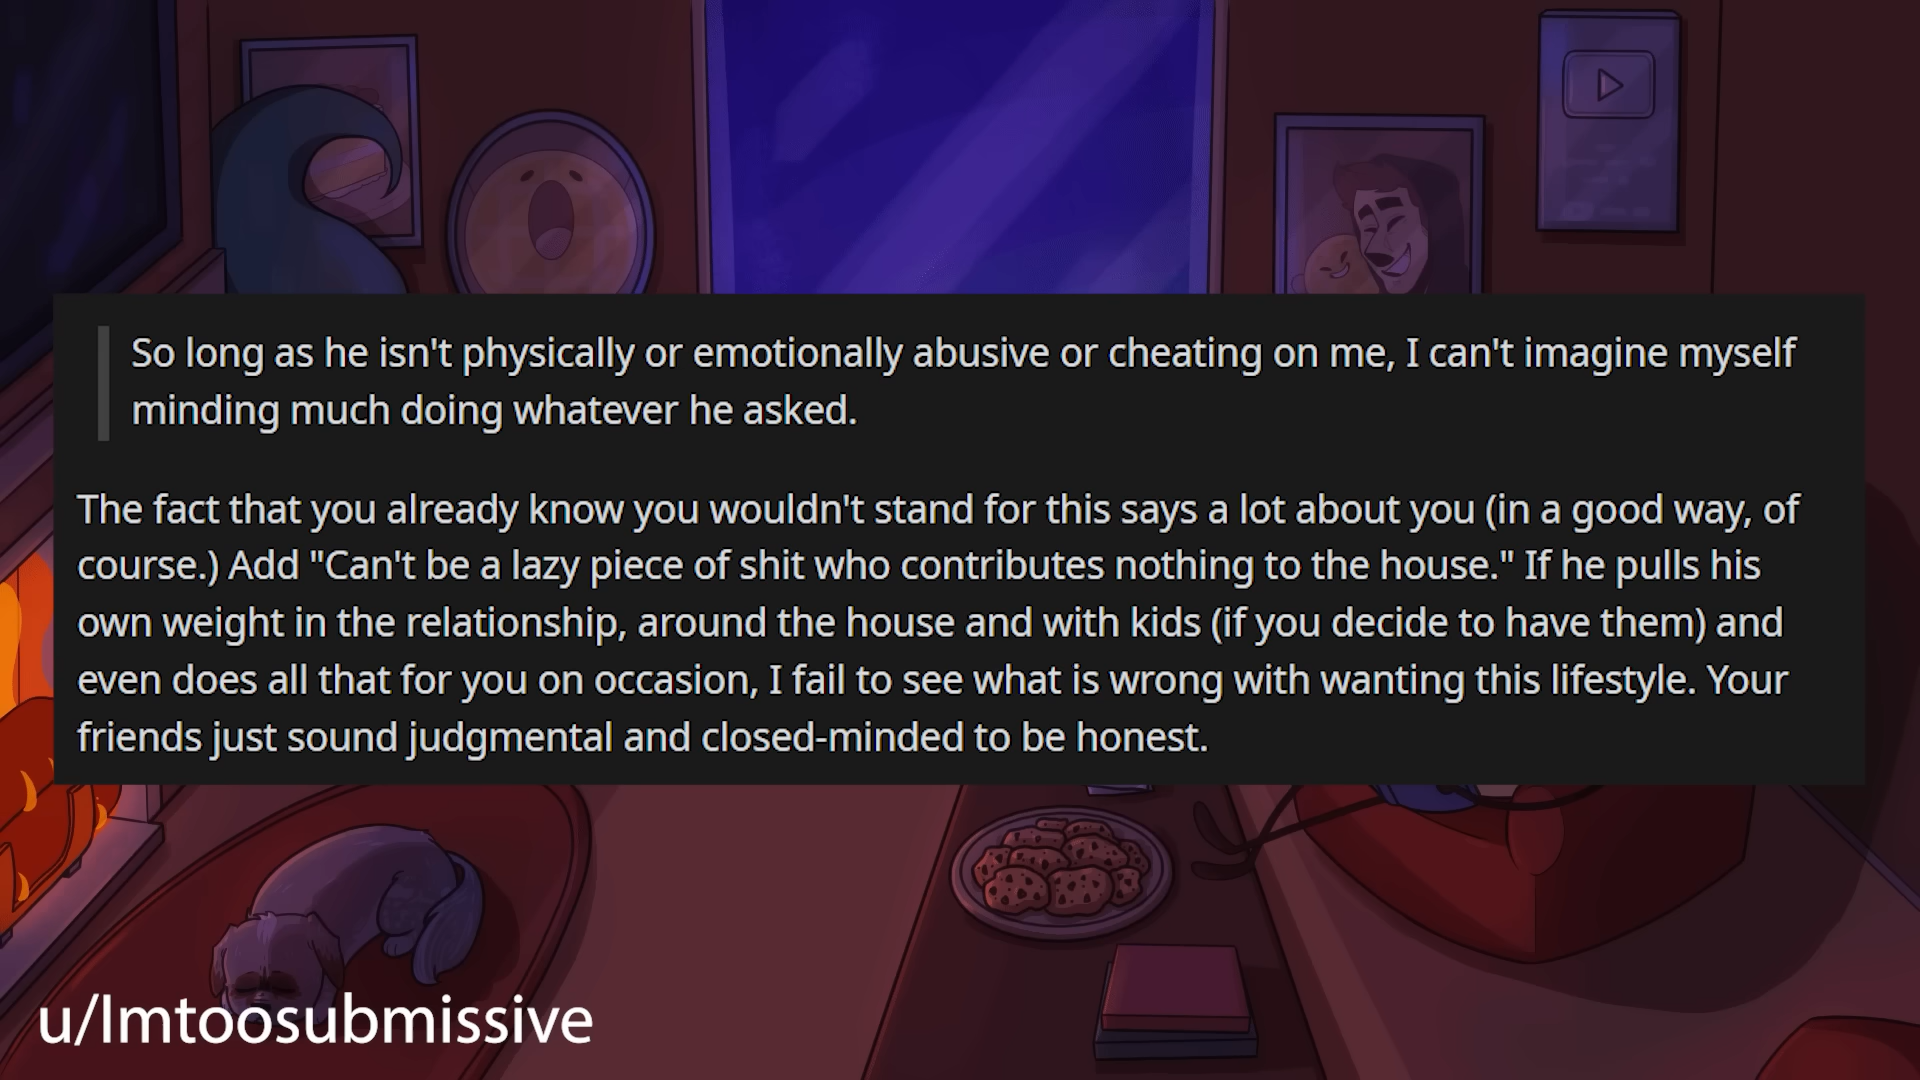 So long as he isn't physically or emotionally abusive or cheating on me, I can't imagine myself
minding much doing whatever he asked.
The fact that you already know you wouldn't stand for this says a lot about you (in a good way, of
course.) Add "Can't be a lazy piece of shit who contributes nothing to the house." If he pulls his
own weight in the relationship, around the house and with kids (if you decide to have them) and
even does all that for you on occasion, I fail to see what is wrong with wanting this lifestyle. Your
friends just sound judgmental and closed-minded to be honest.
u/Imtoosubmissive